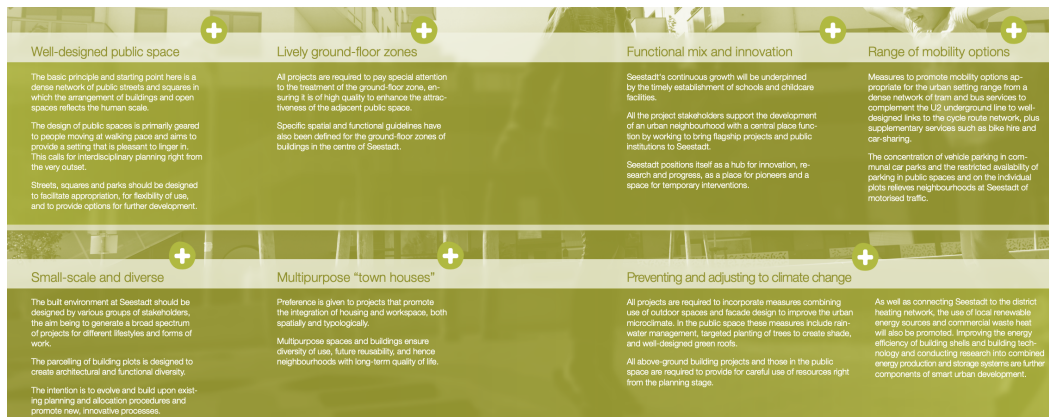 Well-designed public space
The basic principle and starting point here is a
dense network of public streets and squares in
which the arrangement of buildings and open
spaces reflects the human scale.
The design of public spaces is primarily geared
to people moving at walking pace and aims to
provide a setting that is pleasant to linger in.
This calls for interdisciplinary planning right from
the very outset.
Streets, squares and parks should be designed
to facilitate appropriation, for flexibility of use,
and to provide options for further development.
Lively ground-floor zones
All projects are required to pay special attention
to the treatment of the ground-floor zone, en-
suring it is of high quality to enhance the attrac-
tiveness of the adjacent public space.
Specific spatial and functional guidelines have
also been defined for the ground-floor zones of
buildings in the centre of Seestadt.
Functional mix and innovation
Seestadt's continuous growth will be underpinned
by the timely establishment of schools and childcare
facilities.
All the project stakeholders support the development
of an urban neighbourhood with a central place func-
tion by working to bring flagship projects and public
institutions to Seestadt.
Seestadt positions itself as a hub for innovation, re-
search and progress, as a place for pioneers and a
space for temporary interventions.
Range of mobility options
Measures to promote mobility options ap-
propriate for the urban setting range from a
dense network of tram and bus services to
complement the U2 underground line to well-
designed links to the cycle route network, plus
supplementary services such as bike hire and
car-sharing.
The concentration of vehicle parking in com-
munal car parks and the restricted availability of
parking in public spaces and on the individual
plots relieves neighbourhoods at Seestadt of
motorised traffic.
Small-scale and diverse
The built environment at Seestadt should be
designed by various groups of stakeholders,
the aim being to generate a broad spectrum
of projects for different lifestyles and forms of
work.
The parcelling of building plots is designed to
create architectural and functional diversity.
The intention is to evolve and build upon exist-
ing planning and allocation procedures and
promote new, innovative processes.
Multipurpose “town houses”
Preference is given to projects that promote
the integration of housing and workspace, both
spatially and typologically.
Multipurpose spaces and buildings ensure
diversity of use, future reusability, and hence
neighbourhoods with long-term quality of life.
Preventing and adjusting to climate change
All projects are required to incorporate measures combining
use of outdoor spaces and facade design to improve the urban
microclimate. In the public space these measures include rain-
water management, targeted planting of trees to create shade,
and well-designed green roofs.
All above-ground building projects and those in the public
space are required to provide for careful use of resources right
from the planning stage.
As well as connecting Seestadt to the district
heating network, the use of local renewable
energy sources and commercial waste heat
will also be promoted. Improving the energy
efficiency of building shells and building tech-
nology and conducting research into combined
energy production and storage systems are further
components of smart urban development.